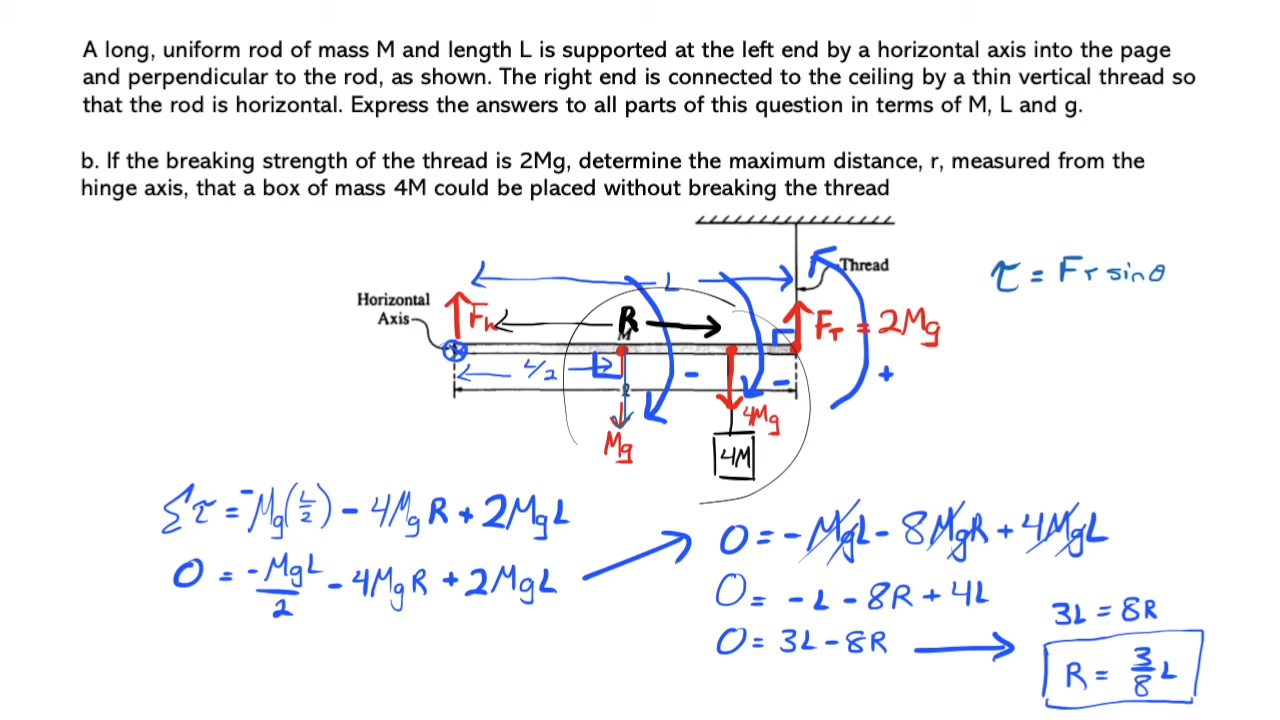 A long, uniform rod of mass M and length L is supported at the left end by a horizontal axis into the page
and perpendicular to the rod, as shown. The right end is connected to the ceiling by a thin vertical thread so
that the rod is horizontal. Express the answers to all parts of this question in terms of M, L and g.
b. If the breaking strength of the thread is 2Mg, determine the maximum distance, r, measured from the
hinge axis, that a box of mass 4M could be placed without breaking the thread
Thread
τ = Fr sinθ
L
Horizontal
Axis
Fh
R
M
F_T = 2Mg
L/2
-
-
+
4Mg
Mg
4M
Στ = -Mg(L/2) - 4MgR + 2MgL
0 = -MgL/2 - 4MgR + 2MgL
0 = -MgL - 8MgR + 4MgL
0 = -L - 8R + 4L
0 = 3L - 8R
3L = 8R
R = 3/8 L